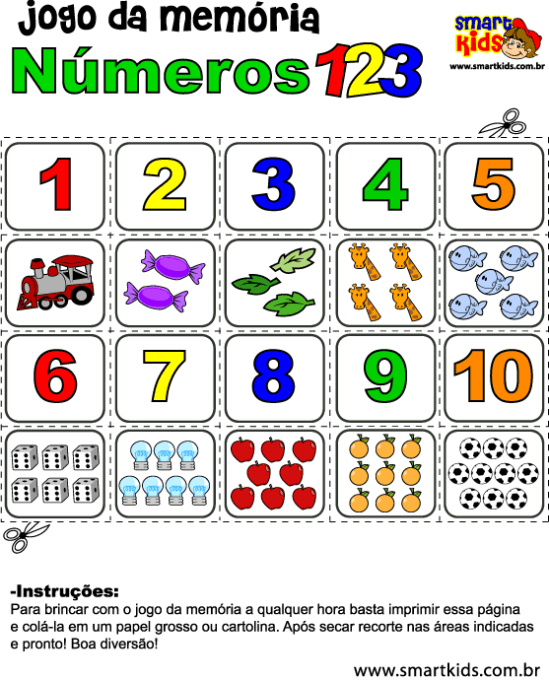 jogo da memória
Números 123
smart
kids
www.smartkids.com.br
1 2 3 4 5
6 7 8 9 10
-Instruções:
Para brincar com o jogo da memória a qualquer hora basta imprimir essa página
e colá-la em um papel grosso ou cartolina. Após secar recorte nas áreas indicadas
e pronto! Boa diversão!
www.smartkids.com.br